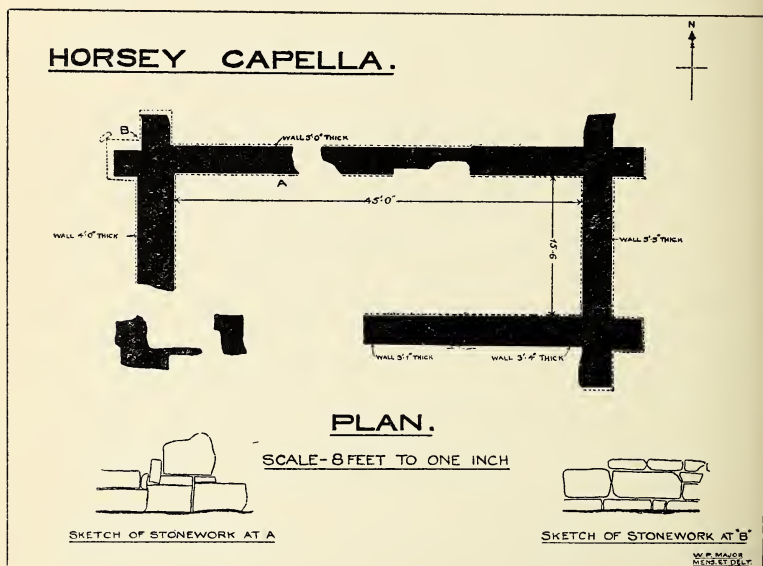 N
HORSEY CAPELLA.
B
WALL 3'-0" THICK
A
45'-0"
WALL 4'-0" THICK
15'-6
WALL 3'-3" THICK
WALL 3'-1" THICK
WALL 3'-4" THICK
PLAN.
SCALE-8 FEET TO ONE INCH
SKETCH OF STONEWORK AT A
SKETCH OF STONEWORK AT "B"
W.P. MAJOR
MENS. ET DELT.